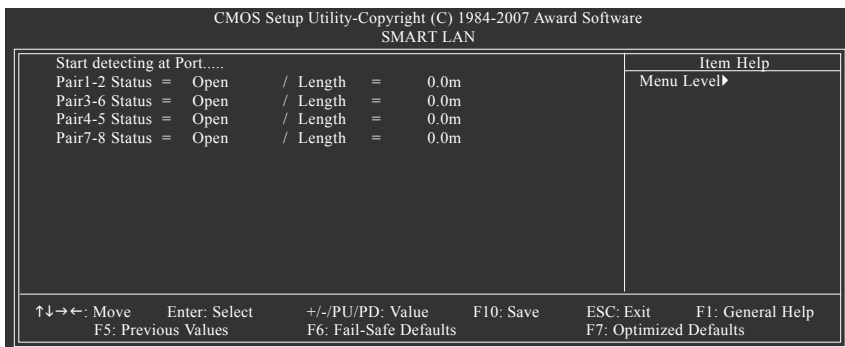 CMOS Setup Utility-Copyright (C) 1984-2007 Award Software
SMART LAN
Start detecting at Port.....
Pair1-2 Status = Open / Length = 0.0m
Pair3-6 Status = Open / Length = 0.0m
Pair4-5 Status = Open / Length = 0.0m
Pair7-8 Status = Open / Length = 0.0m
Item Help
Menu Level▶
↑↓→←: Move Enter: Select +/-/PU/PD: Value F10: Save ESC: Exit F1: General Help
F5: Previous Values F6: Fail-Safe Defaults F7: Optimized Defaults